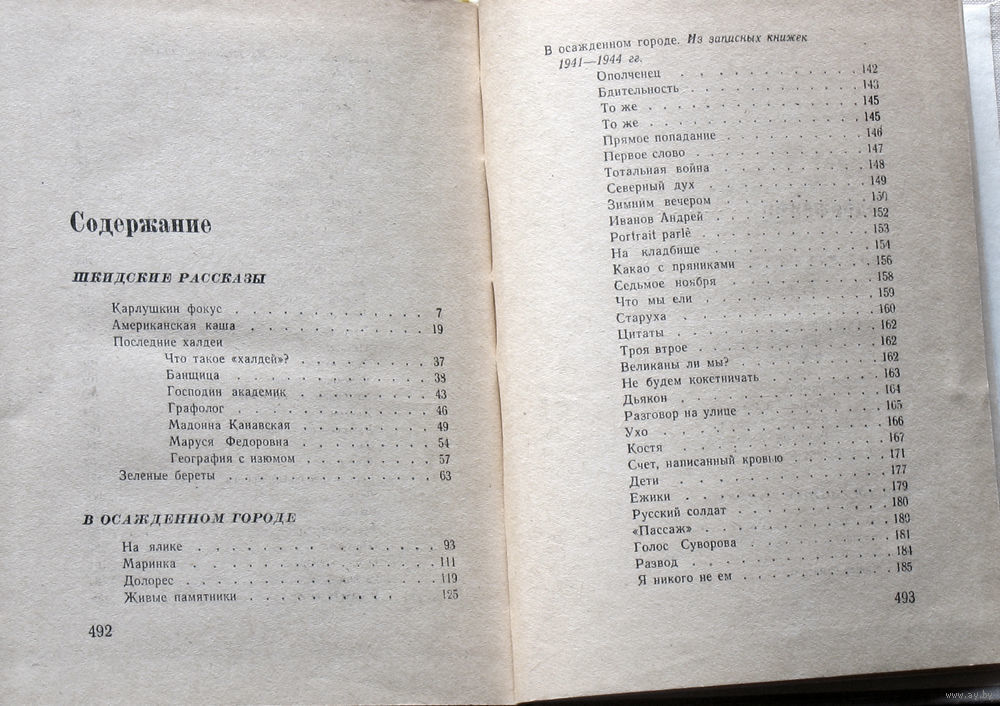 Содержание
ШКИДСКИЕ РАССКАЗЫ
Карлушкин фокус . . . . . . . . . . . 7
Американская каша . . . . . . . . . . 19
Последние халдеи
Что такое «халдей»? . . . . . . . . 37
Банщица . . . . . . . . . . . 38
Господин академик . . . . . . . . 43
Графолог . . . . . . . . . . . 46
Мадонна Канавская . . . . . . . . 49
Маруся Федоровна . . . . . . . . 54
География с изюмом . . . . . . . . 57
Зеленые береты . . . . . . . . . . . 63
В ОСАЖДЕННОМ ГОРОДЕ
На ялике . . . . . . . . . . . . . 93
Маринка . . . . . . . . . . . . . 111
Долорес . . . . . . . . . . . . . 119
Живые памятники . . . . . . . . . . 125
492
В осажденном городе. Из записных книжек
1941—1944 гг.
Ополченец . . . . . . . . . . . 142
Бдительность . . . . . . . . . . 143
То же . . . . . . . . . . . . 145
То же . . . . . . . . . . . . 145
Прямое попадание . . . . . . . . 146
Первое слово . . . . . . . . . . 147
Тотальная война . . . . . . . . . 148
Северный дух . . . . . . . . . . 149
Зимним вечером . . . . . . . . . 150
Иванов Андрей . . . . . . . . . 152
Portrait parlè . . . . . . . . . . 153
На кладбище . . . . . . . . . . 154
Какао с пряниками . . . . . . . . 156
Седьмое ноября . . . . . . . . . 158
Что мы ели . . . . . . . . . . . 159
Старуха . . . . . . . . . . . . 160
Цитаты . . . . . . . . . . . . 162
Троя втрое . . . . . . . . . . . 162
Великаны ли мы? . . . . . . . . . 162
Не будем кокетничать . . . . . . . 163
Дьякон . . . . . . . . . . . . 164
Разговор на улице . . . . . . . . 165
Ухо . . . . . . . . . . . . . 166
Костя . . . . . . . . . . . . 167
Счет, написанный кровью . . . . . . 171
Дети . . . . . . . . . . . . . 177
Ежики . . . . . . . . . . . . 179
Русский солдат . . . . . . . . . 180
«Пассаж» . . . . . . . . . . . 180
Голос Суворова . . . . . . . . . 181
Развод . . . . . . . . . . . . 184
Я никого не ем . . . . . . . . . 185
493
www.ay.by